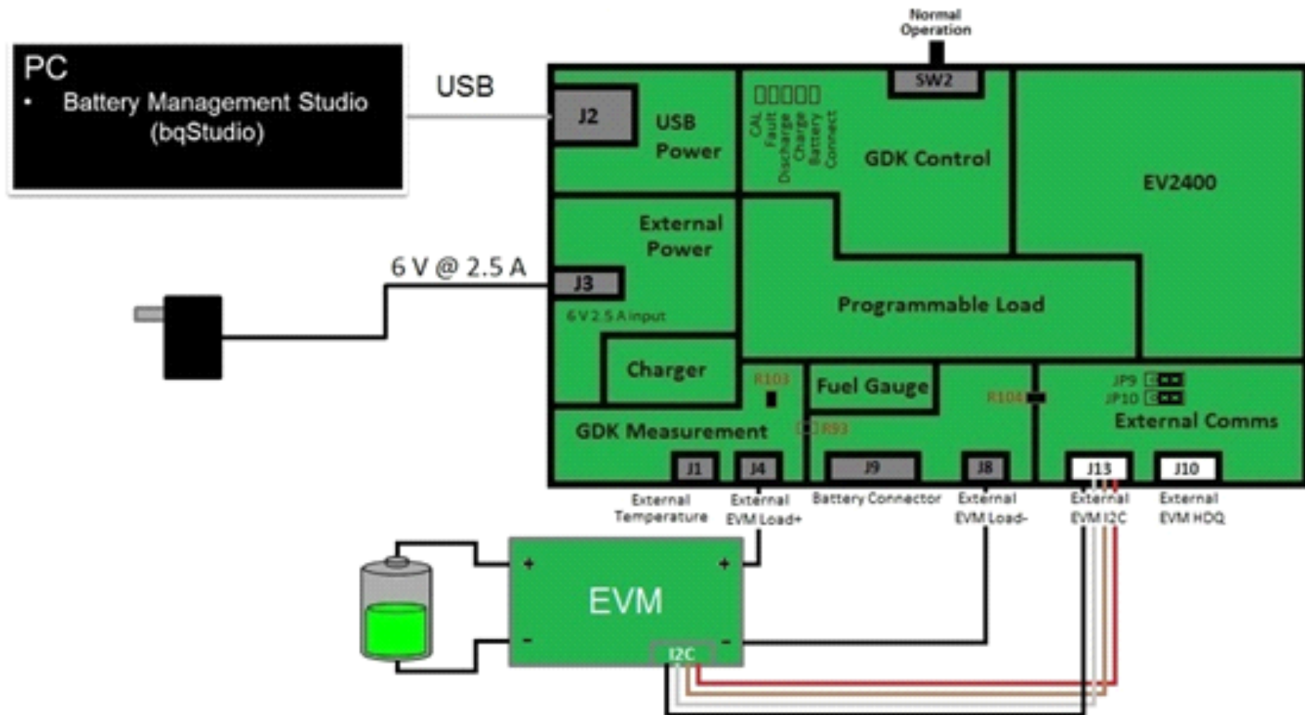 Normal
Operation
PC
• Battery Management Studio
(bqStudio)
USB
J2
USB
Power
SW2
CAL
Fault
Discharge
Charge
Battery
Connect
GDK Control
EV2400
External
Power
6 V @ 2.5 A
J3
6 V 2.5 A input
Programmable Load
Charger
R103
Fuel Gauge
R104
JP9
JP10
GDK Measurement
R93
External Comms
J1
J4
J9
J8
J13
J10
External
Temperature
External
EVM Load+
Battery Connector
External
EVM Load-
External
EVM I2C
External
EVM HDQ
+
+
EVM
-
-
I2C